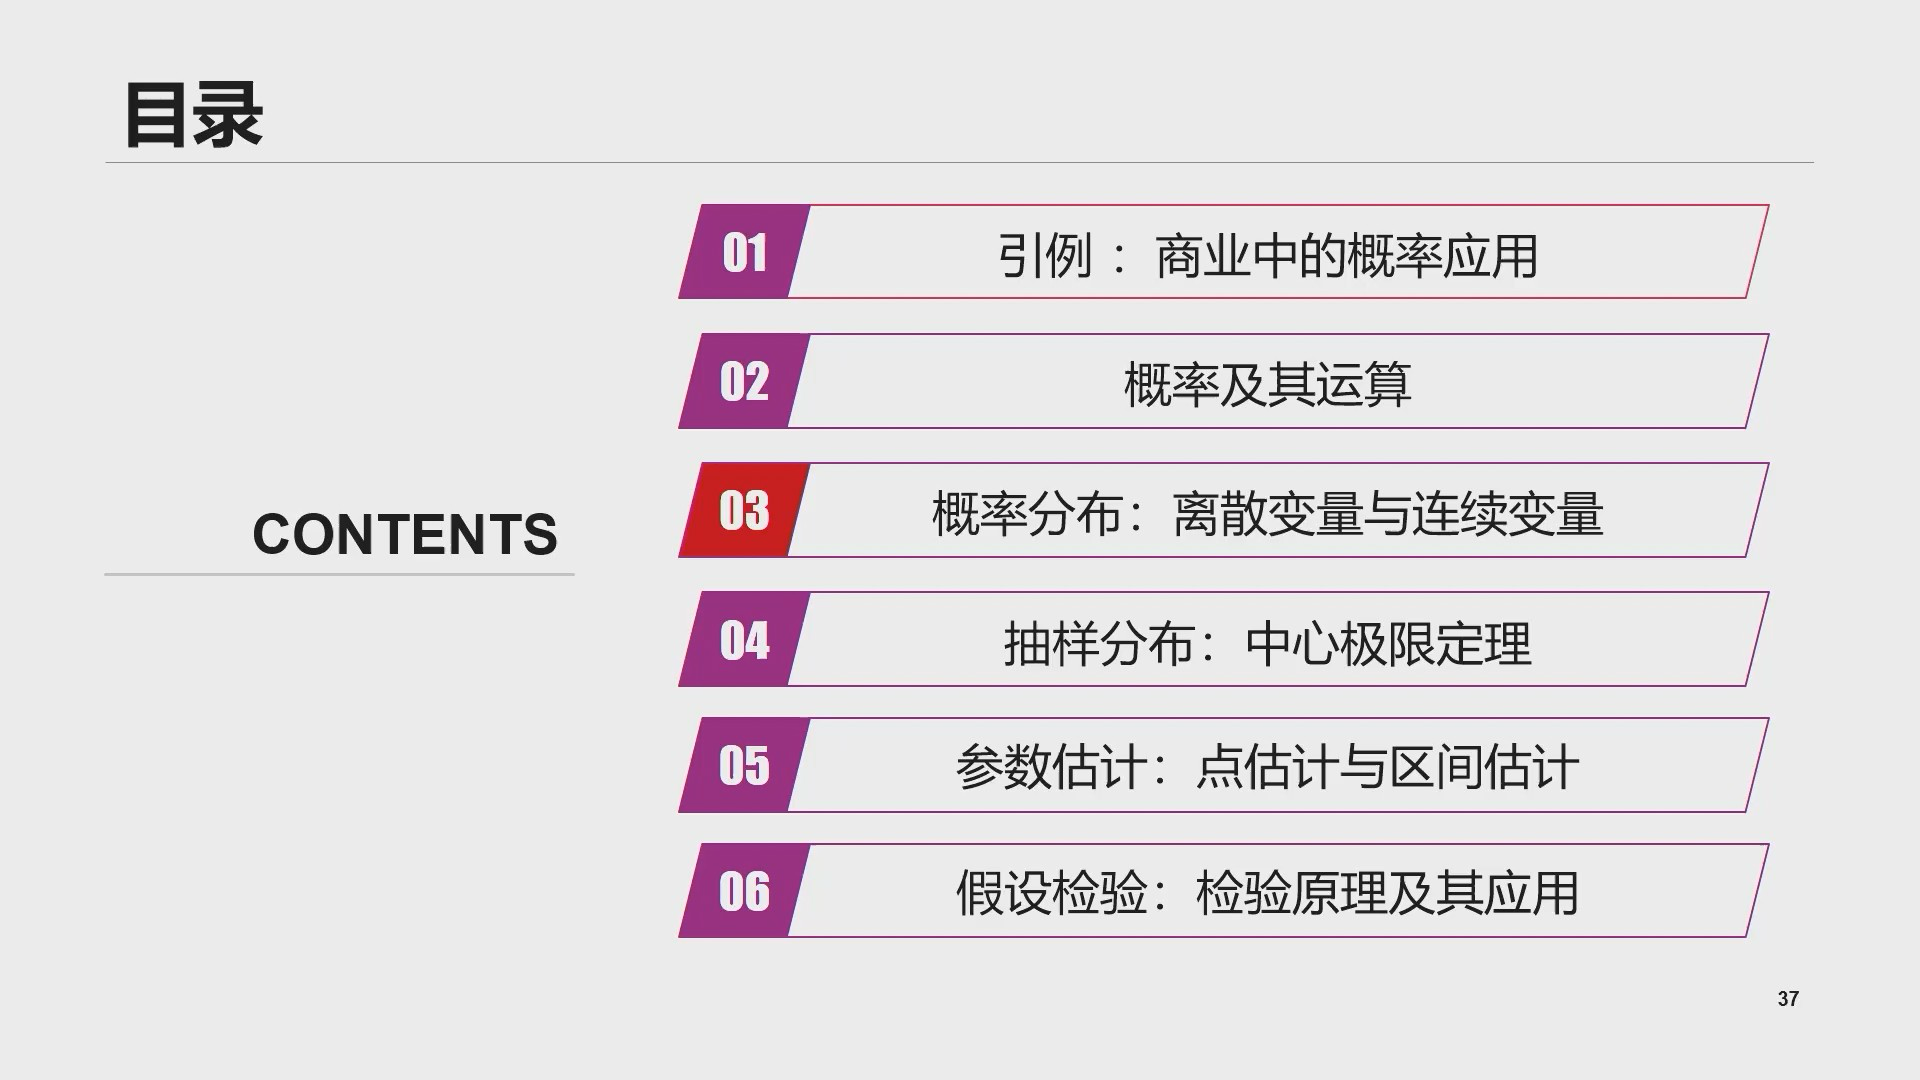 目录
CONTENTS
01 引例 ：商业中的概率应用
02 概率及其运算
03 概率分布：离散变量与连续变量
04 抽样分布：中心极限定理
05 参数估计：点估计与区间估计
06 假设检验：检验原理及其应用
37